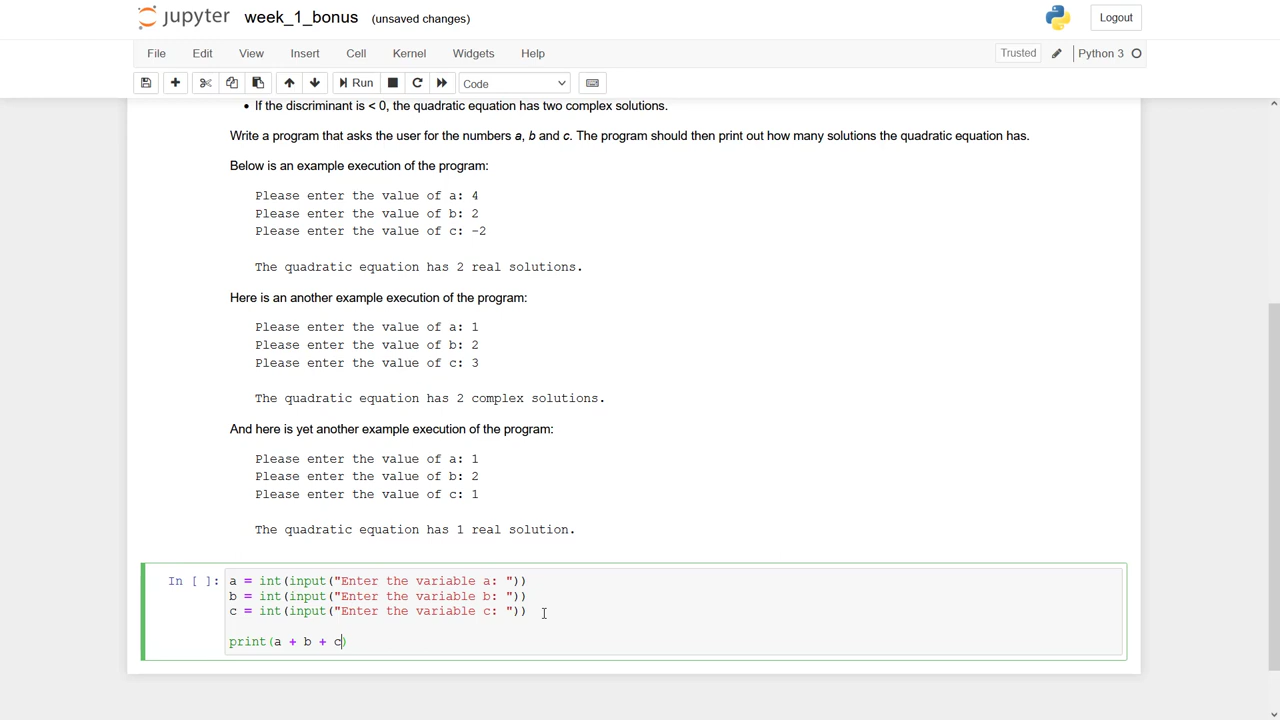 jupyter week_1_bonus (unsaved changes) Logout
File Edit View Insert Cell Kernel Widgets Help Trusted Python 3
Run Code
• If the discriminant is < 0, the quadratic equation has two complex solutions.
Write a program that asks the user for the numbers a, b and c. The program should then print out how many solutions the quadratic equation has.
Below is an example execution of the program:
Please enter the value of a: 4
Please enter the value of b: 2
Please enter the value of c: -2
The quadratic equation has 2 real solutions.
Here is an another example execution of the program:
Please enter the value of a: 1
Please enter the value of b: 2
Please enter the value of c: 3
The quadratic equation has 2 complex solutions.
And here is yet another example execution of the program:
Please enter the value of a: 1
Please enter the value of b: 2
Please enter the value of c: 1
The quadratic equation has 1 real solution.
In [ ]: a = int(input("Enter the variable a: "))
b = int(input("Enter the variable b: "))
c = int(input("Enter the variable c: "))
print(a + b + c)